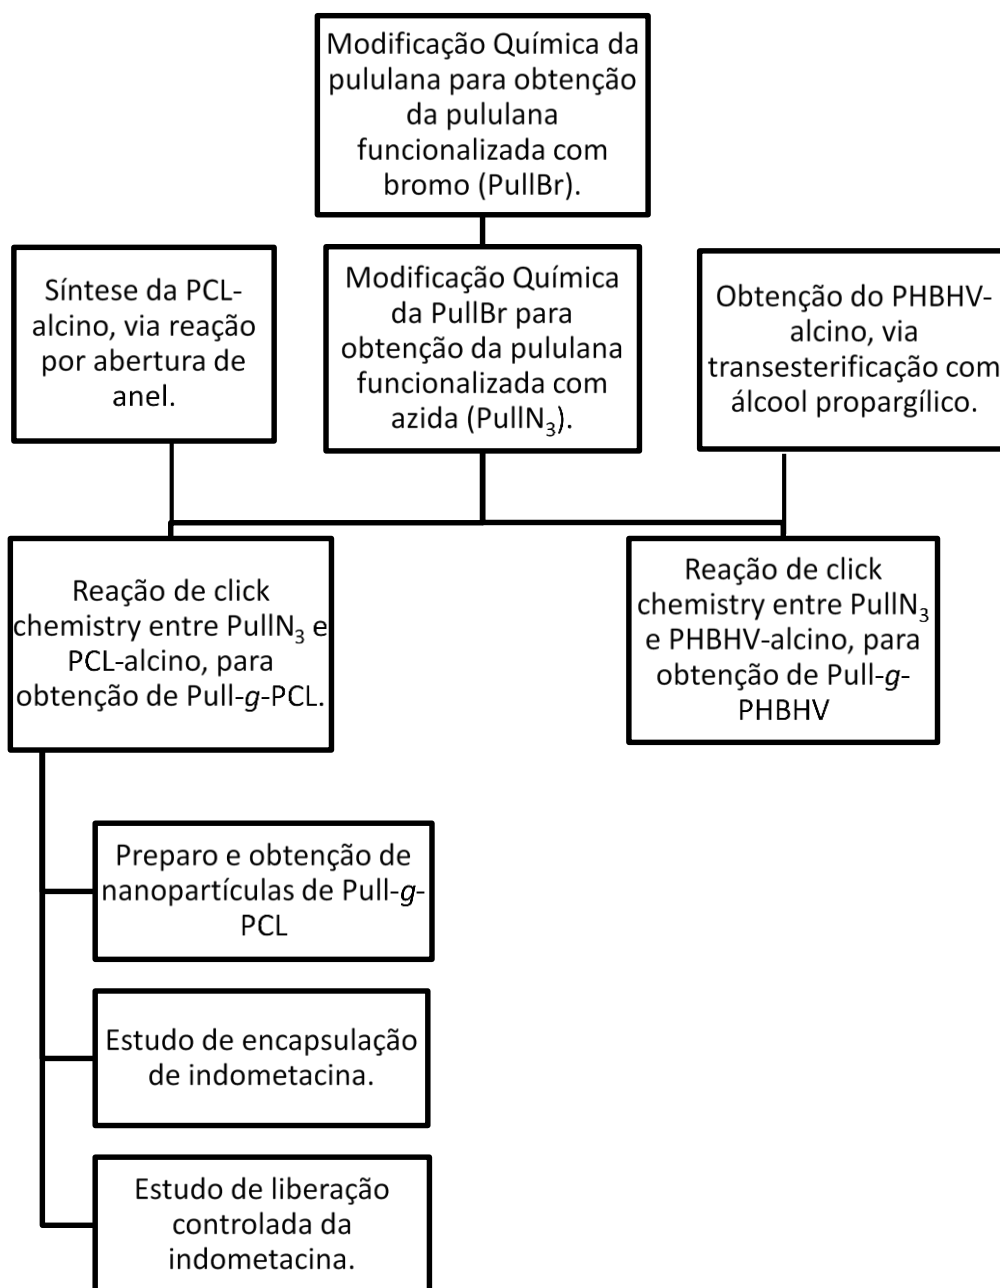 Modificação Química da
pululana para obtenção
da pululana
funcionalizada com
bromo (PullBr).
Síntese da PCL-
alcino, via reação
por abertura de
anel.
Modificação Química
da PullBr para
obtenção da pululana
funcionalizada com
azida (PullN₃).
Obtenção do PHBHV-
alcino, via
transesterificação com
álcool propargílico.
Reação de click
chemistry entre PullN₃ e
PCL-alcino, para
obtenção de Pull-g-PCL.
Reação de click
chemistry entre PullN₃
e PHBHV-alcino, para
obtenção de Pull-g-
PHBHV
Preparo e obtenção de
nanopartículas de Pull-g-
PCL
Estudo de encapsulação
de indometacina.
Estudo de liberação
controlada da
indometacina.